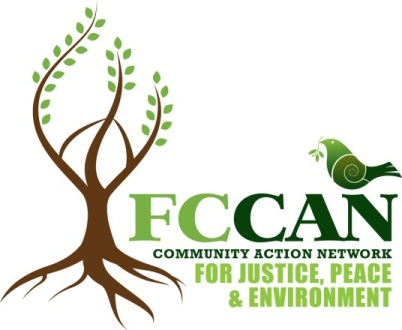 FCCAN
COMMUNITY ACTION NETWORK
FOR JUSTICE, PEACE
& ENVIRONMENT